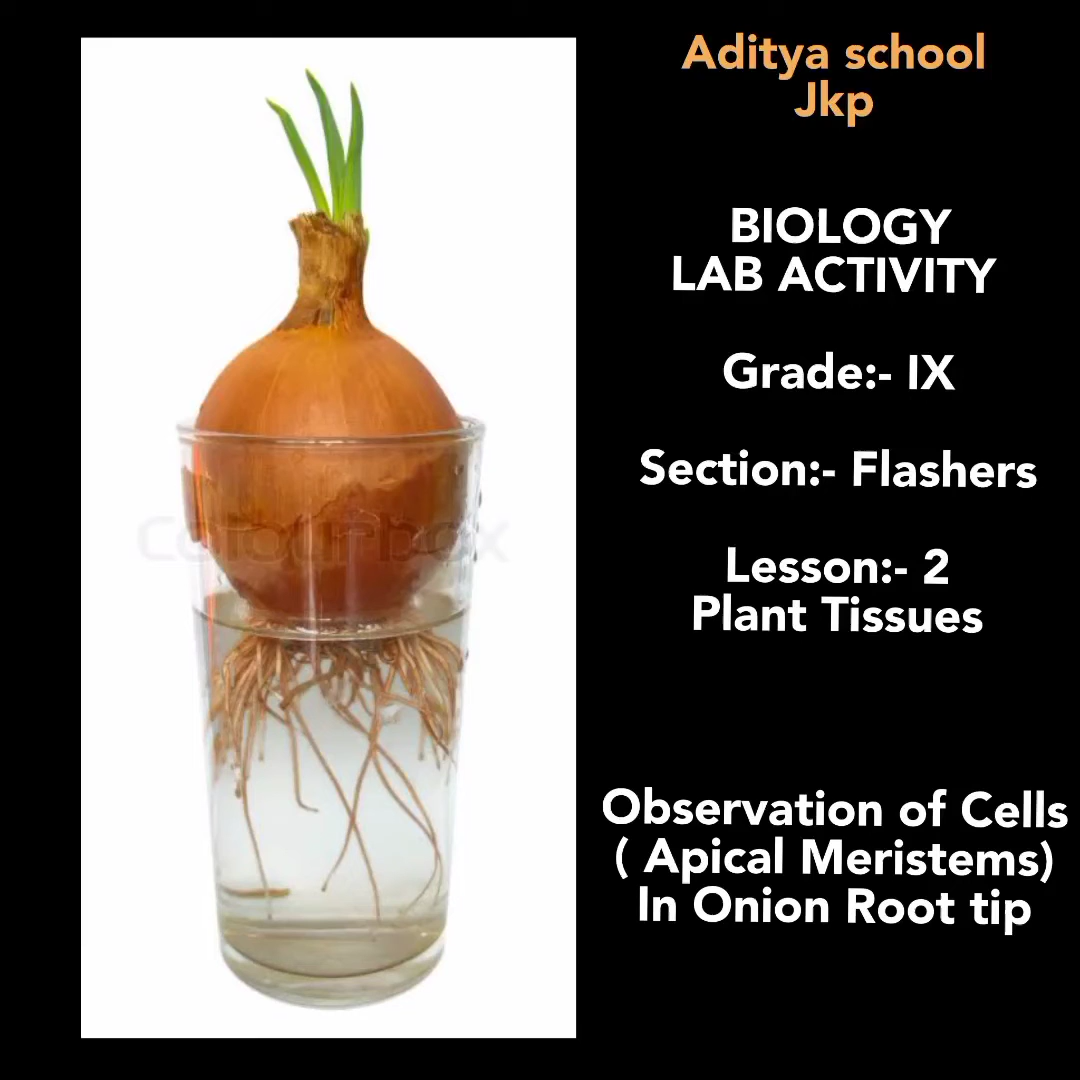 Aditya school
Jkp
BIOLOGY
LAB ACTIVITY
Grade:- IX
Section:- Flashers
Lesson:- 2
Plant Tissues
Observation of Cells
( Apical Meristems)
In Onion Root tip
colourbox